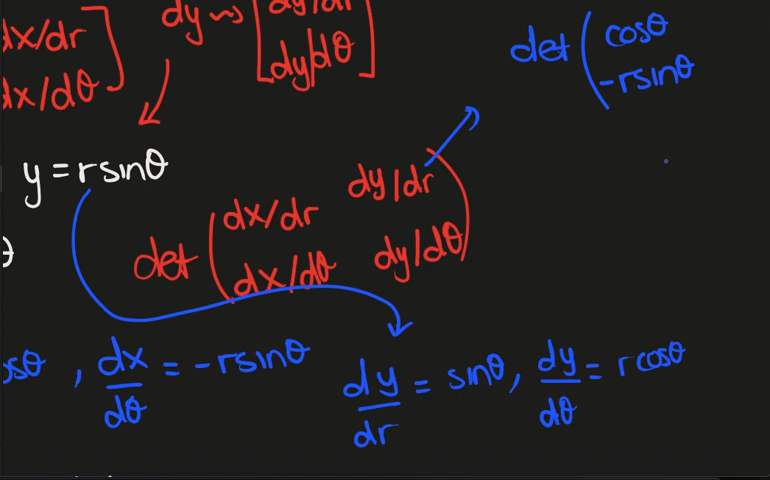 dx/dr
dx/dθ
dy ⇝ [dy/dr
dy/dθ]
det ( cosθ
-rsinθ
y = rsinθ
det ( dx/dr dy/dr
dx/dθ dy/dθ )
osθ , dx/dθ = -rsinθ
dy/dr = sinθ, dy/dθ = rcosθ